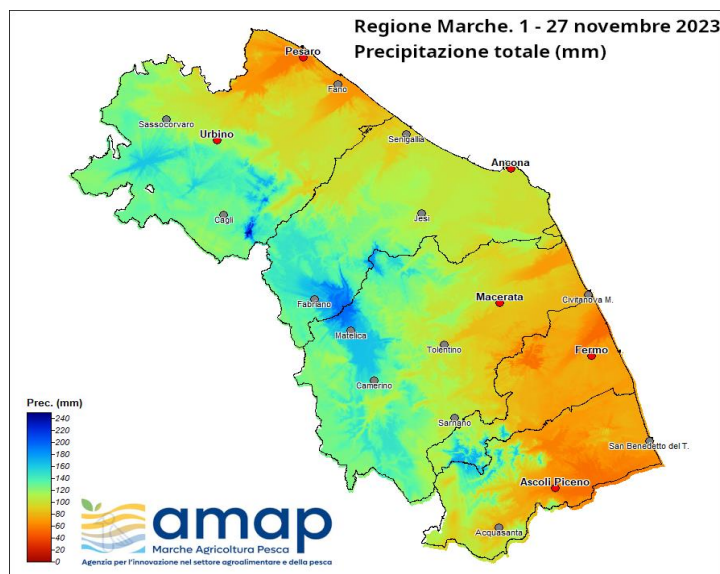 Regione Marche. 1 - 27 novembre 2023
Precipitazione totale (mm)
Pesaro
Fano
Sassocorvaro
Urbino
Senigallia
Ancona
Cagli
Jesi
Fabriano
Macerata
Civitanova M.
Matelica
Tolentino
Fermo
Camerino
Sarnano
San Benedetto del T.
Ascoli Piceno
Acquasanta
Prec. (mm)
240
220
200
180
160
140
120
100
80
60
40
20
0
amap
Marche Agricoltura Pesca
Agenzia per l'innovazione nel settore agroalimentare e della pesca